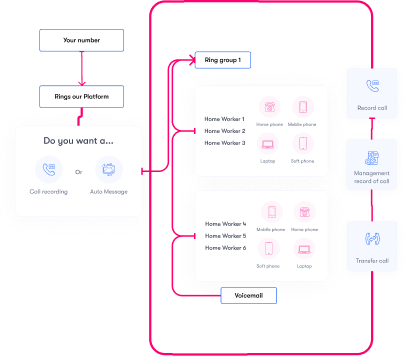 Your number
Rings our Platform
Do you want a...
Call recording
Or
Auto Message
Ring group 1
Home Worker 1
Home Worker 2
Home Worker 3
Home phone
Mobile phone
Laptop
Soft phone
Home Worker 4
Home Worker 5
Home Worker 6
Mobile phone
Home phone
Soft phone
Laptop
Voicemail
Record call
Management
record of call
Transfer call